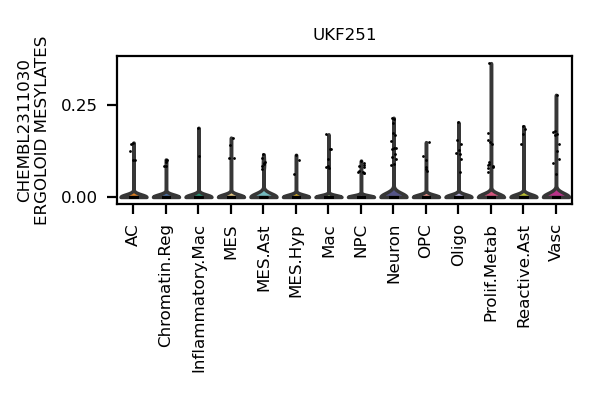 UKF251
CHEMBL2311030
ERGOLOID MESYLATES
0.25
0.00
AC
Chromatin.Reg
Inflammatory.Mac
MES
MES.Ast
MES.Hyp
Mac
NPC
Neuron
OPC
Oligo
Prolif.Metab
Reactive.Ast
Vasc